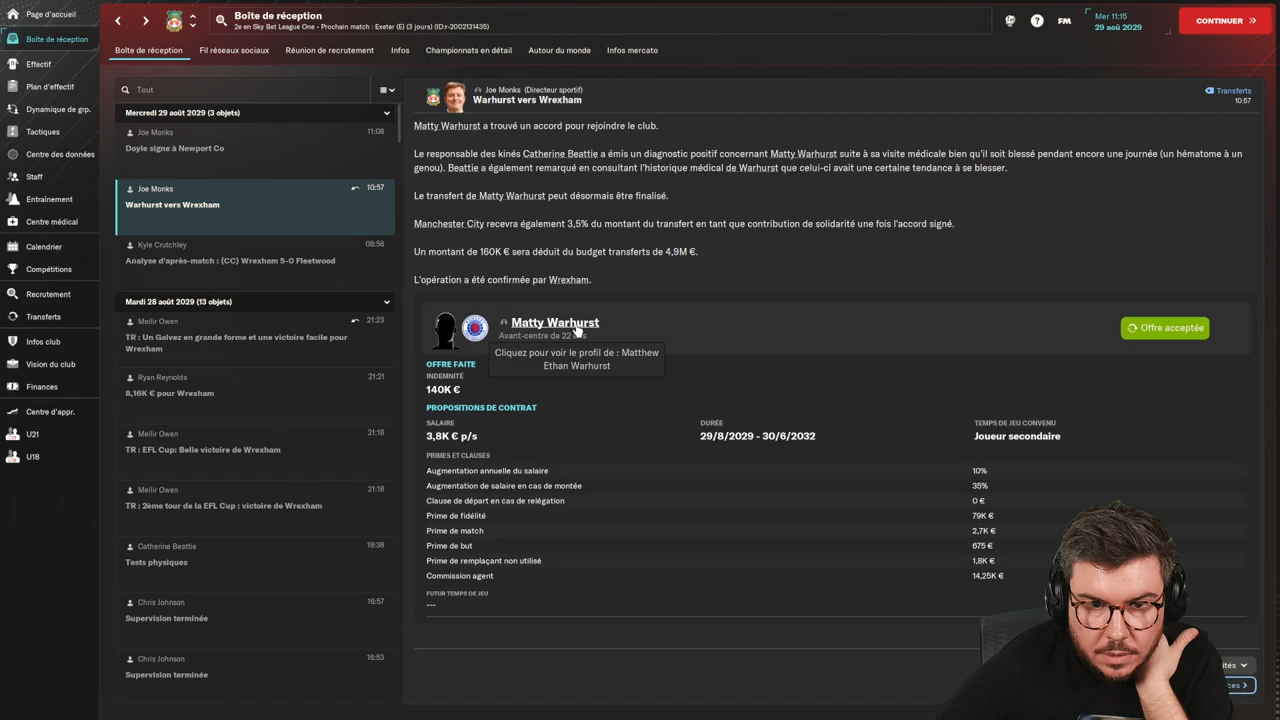 Page d'accueil
Boîte de réception
Effectif
Plan d'effectif
Dynamique de grp.
Tactiques
Centre des données
Staff
Entrainement
Centre médical
Calendrier
Compétitions
Recrutement
Transferts
Infos club
Vision du club
Finances
Centre d'appr.
U21
U18
Boîte de réception
2e en Sky Bet League One - Prochain match : Exeter (E) (3 jours) (ID:r-2002131435)
?
FM
Mer 11:15
29 aoû 2029
CONTINUER
Boîte de réception
Fil réseaux sociaux
Réunion de recrutement
Infos
Championnats en détail
Autour du monde
Infos mercato
Tout
Mercredi 29 août 2029 (3 objets)
Joe Monks 11:08
Doyle signe à Newport Co
Joe Monks 10:57
Warhurst vers Wrexham
Kyle Crutchley 08:58
Analyse d'après-match : (CC) Wrexham 5-0 Fleetwood
Mardi 28 août 2029 (13 objets)
Meilir Owen 21:23
TR : Un Galvez en grande forme et une victoire facile pour
Wrexham
Ryan Reynolds 21:21
8,16K € pour Wrexham
Meilir Owen 21:18
TR : EFL Cup: Belle victoire de Wrexham
Meilir Owen 21:18
TR : 2ème tour de la EFL Cup : victoire de Wrexham
Catherine Beattie 19:38
Tests physiques
Chris Johnson 16:57
Supervision terminée
Chris Johnson 16:53
Supervision terminée
Joe Monks (Directeur sportif)
Warhurst vers Wrexham
Transferts
10:57
Matty Warhurst a trouvé un accord pour rejoindre le club.
Le responsable des kinés Catherine Beattie a émis un diagnostic positif concernant Matty Warhurst suite à sa visite médicale bien qu'il soit blessé pendant encore une journée (un hématome à un
genou). Beattie a également remarqué en consultant l'historique médical de Warhurst que celui-ci avait une certaine tendance à se blesser.
Le transfert de Matty Warhurst peut désormais être finalisé.
Manchester City recevra également 3,5% du montant du transfert en tant que contribution de solidarité une fois l'accord signé.
Un montant de 160K € sera déduit du budget transferts de 4,9M €.
L'opération a été confirmée par Wrexham.
Matty Warhurst
Avant-centre de 22
Offre acceptée
Cliquez pour voir le profil de : Matthew
Ethan Warhurst
OFFRE FAITE
INDEMNITÉ
140K €
PROPOSITIONS DE CONTRAT
SALAIRE
3,8K € p/s
DURÉE
29/8/2029 - 30/6/2032
TEMPS DE JEU CONVENU
Joueur secondaire
PRIMES ET CLAUSES
Augmentation annuelle du salaire 10%
Augmentation de salaire en cas de montée 35%
Clause de départ en cas de relégation 0 €
Prime de fidélité 79K €
Prime de match 2,7K €
Prime de but 675 €
Prime de remplaçant non utilisé 1,8K €
Commission agent 14,25K €
FUTUR TEMPS DE JEU
---